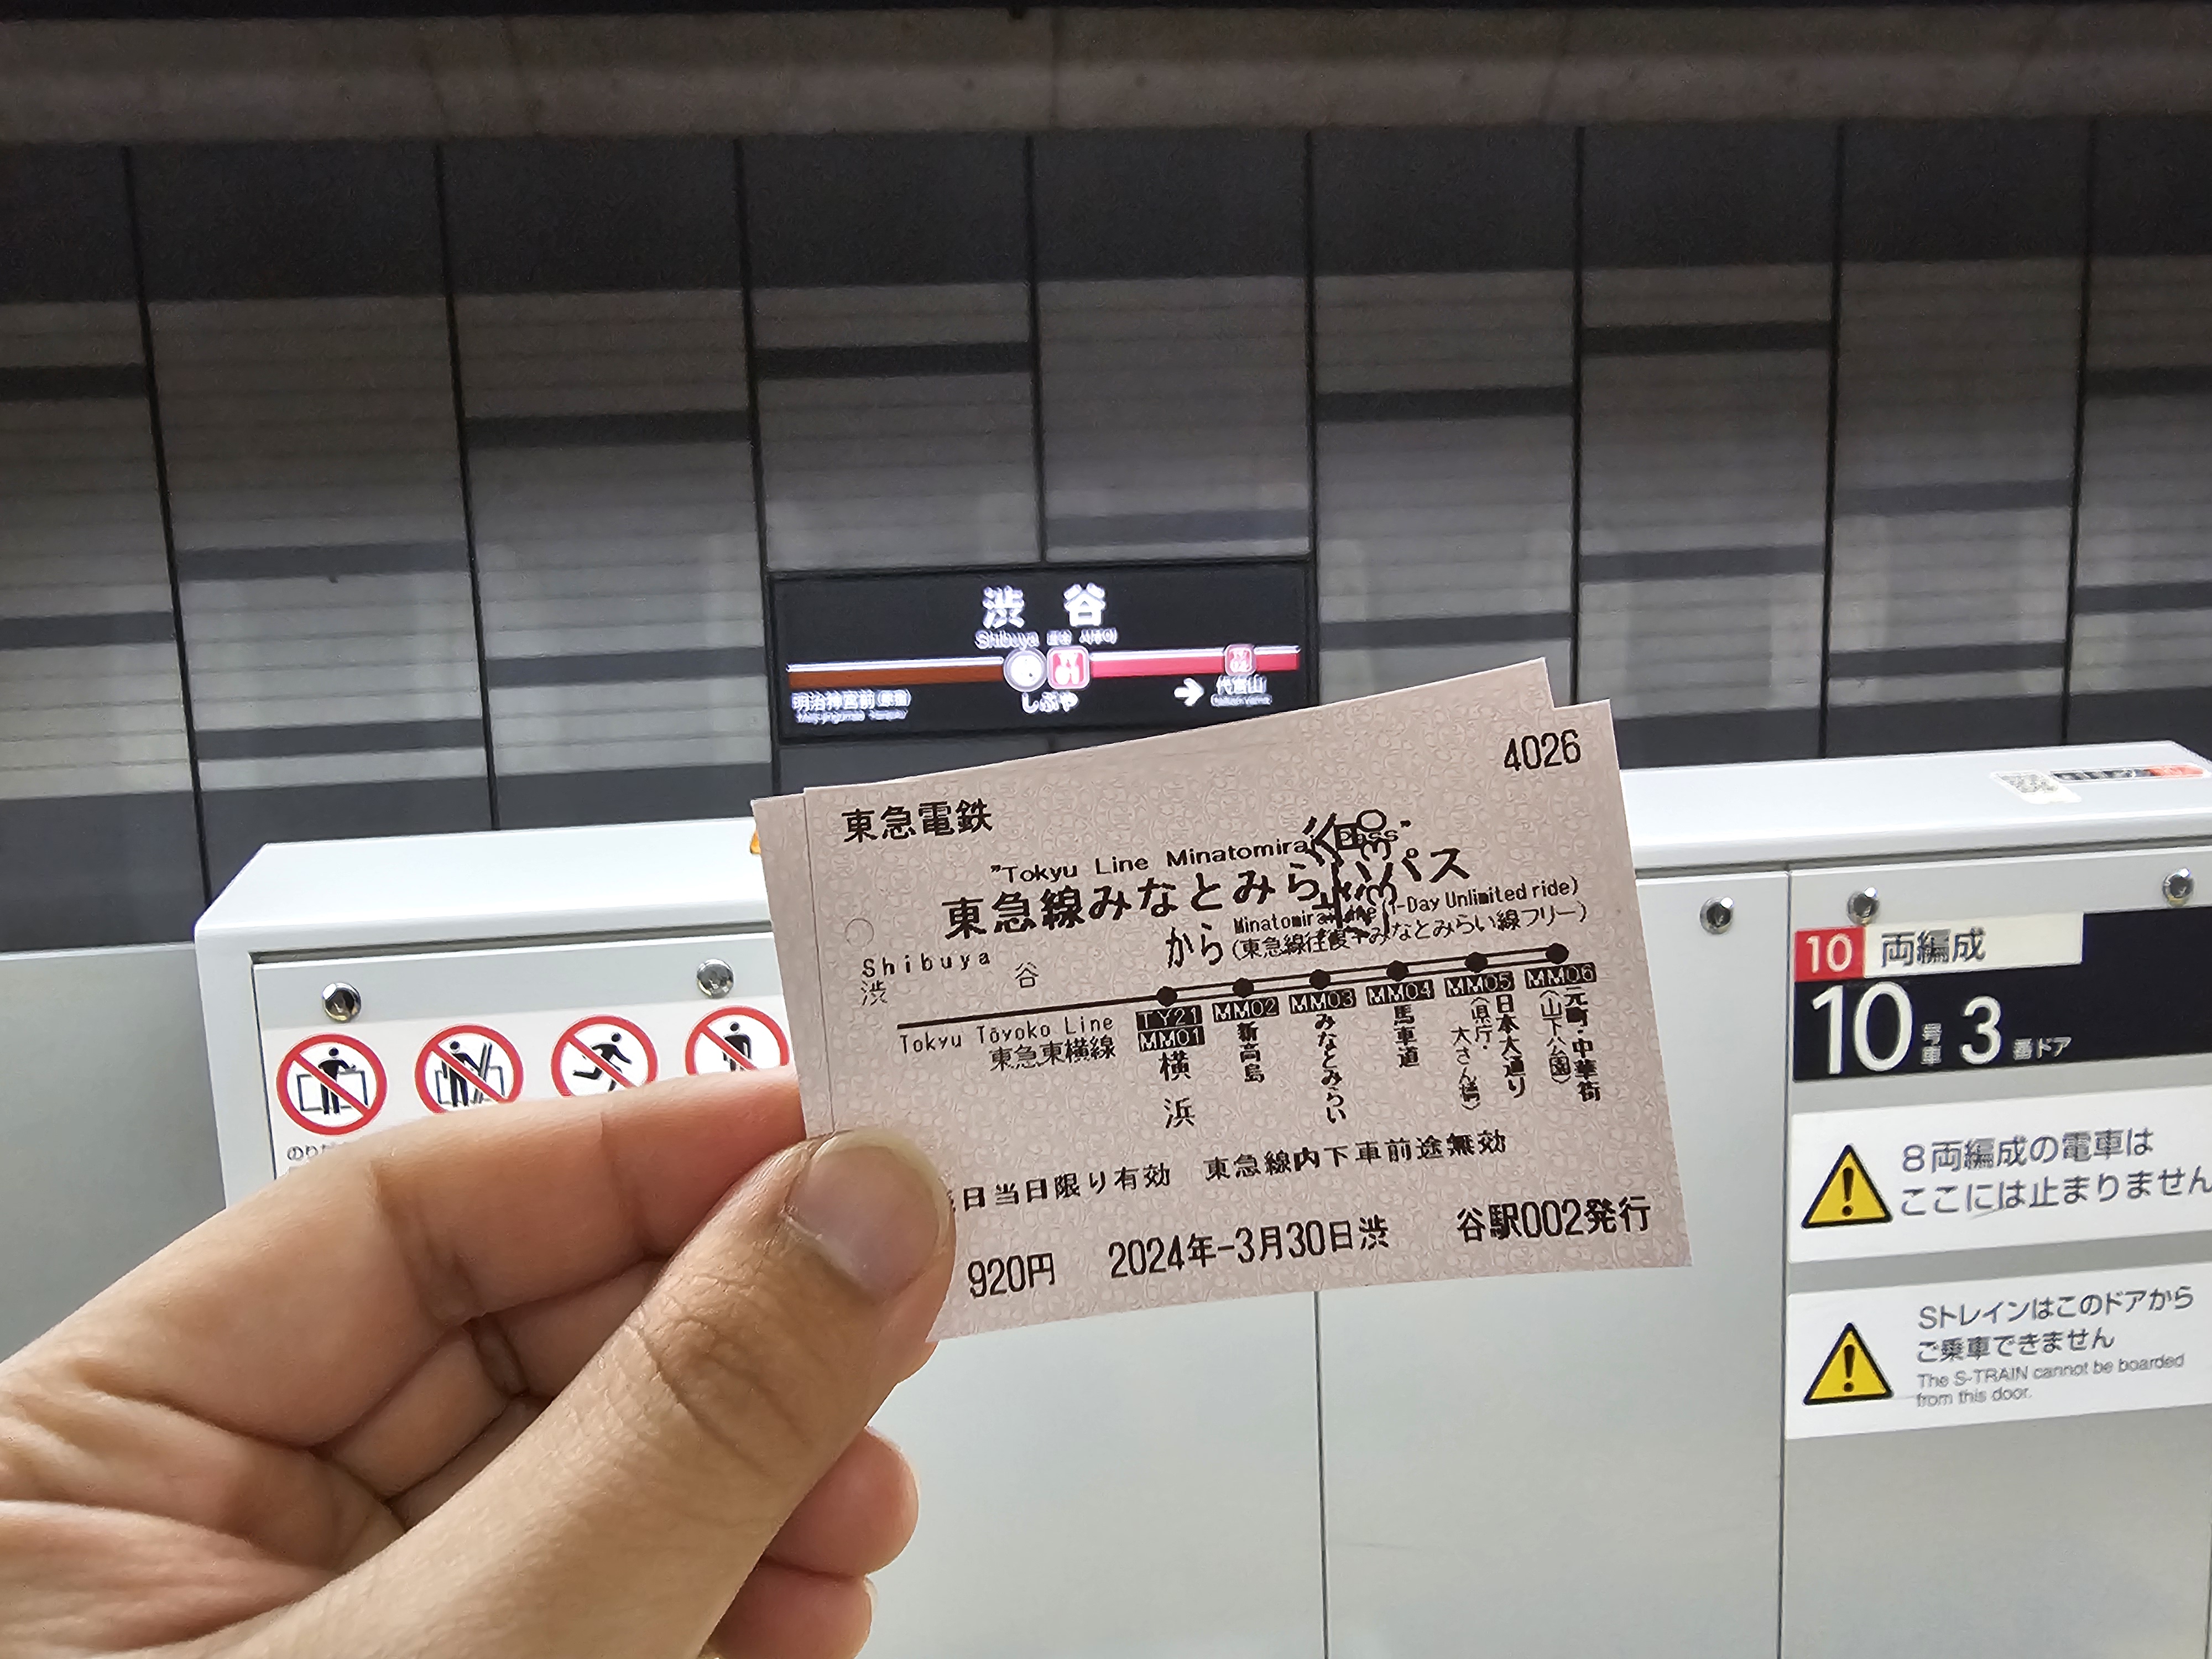 渋 谷
Shibuya
しぶや
明治神宮前
代官山
4026
東急電鉄
"Tokyu Line Minatomirai Pass"
東急線みなとみらいパス
Minatomirai Line 1-Day Unlimited ride)
から(東急線往復+みなとみらい線フリー)
Shibuya
渋 谷
Tokyu Toyoko Line
東急東横線
TY21
MM01
横浜
MM02
新高島
MM03
みなとみらい
MM04
馬車道
MM05
日本大通り
(県庁・大さん橋)
MM06
元町・中華街
(山下公園)
日当日限り有効 東急線内下車前途無効
920円 2024年-3月30日渋 谷駅002発行
10 両編成
10号車 3番ドア
8両編成の電車は
ここには止まりません
Sトレインはこのドアから
ご乗車できません
The S-TRAIN cannot be boarded
from this door.